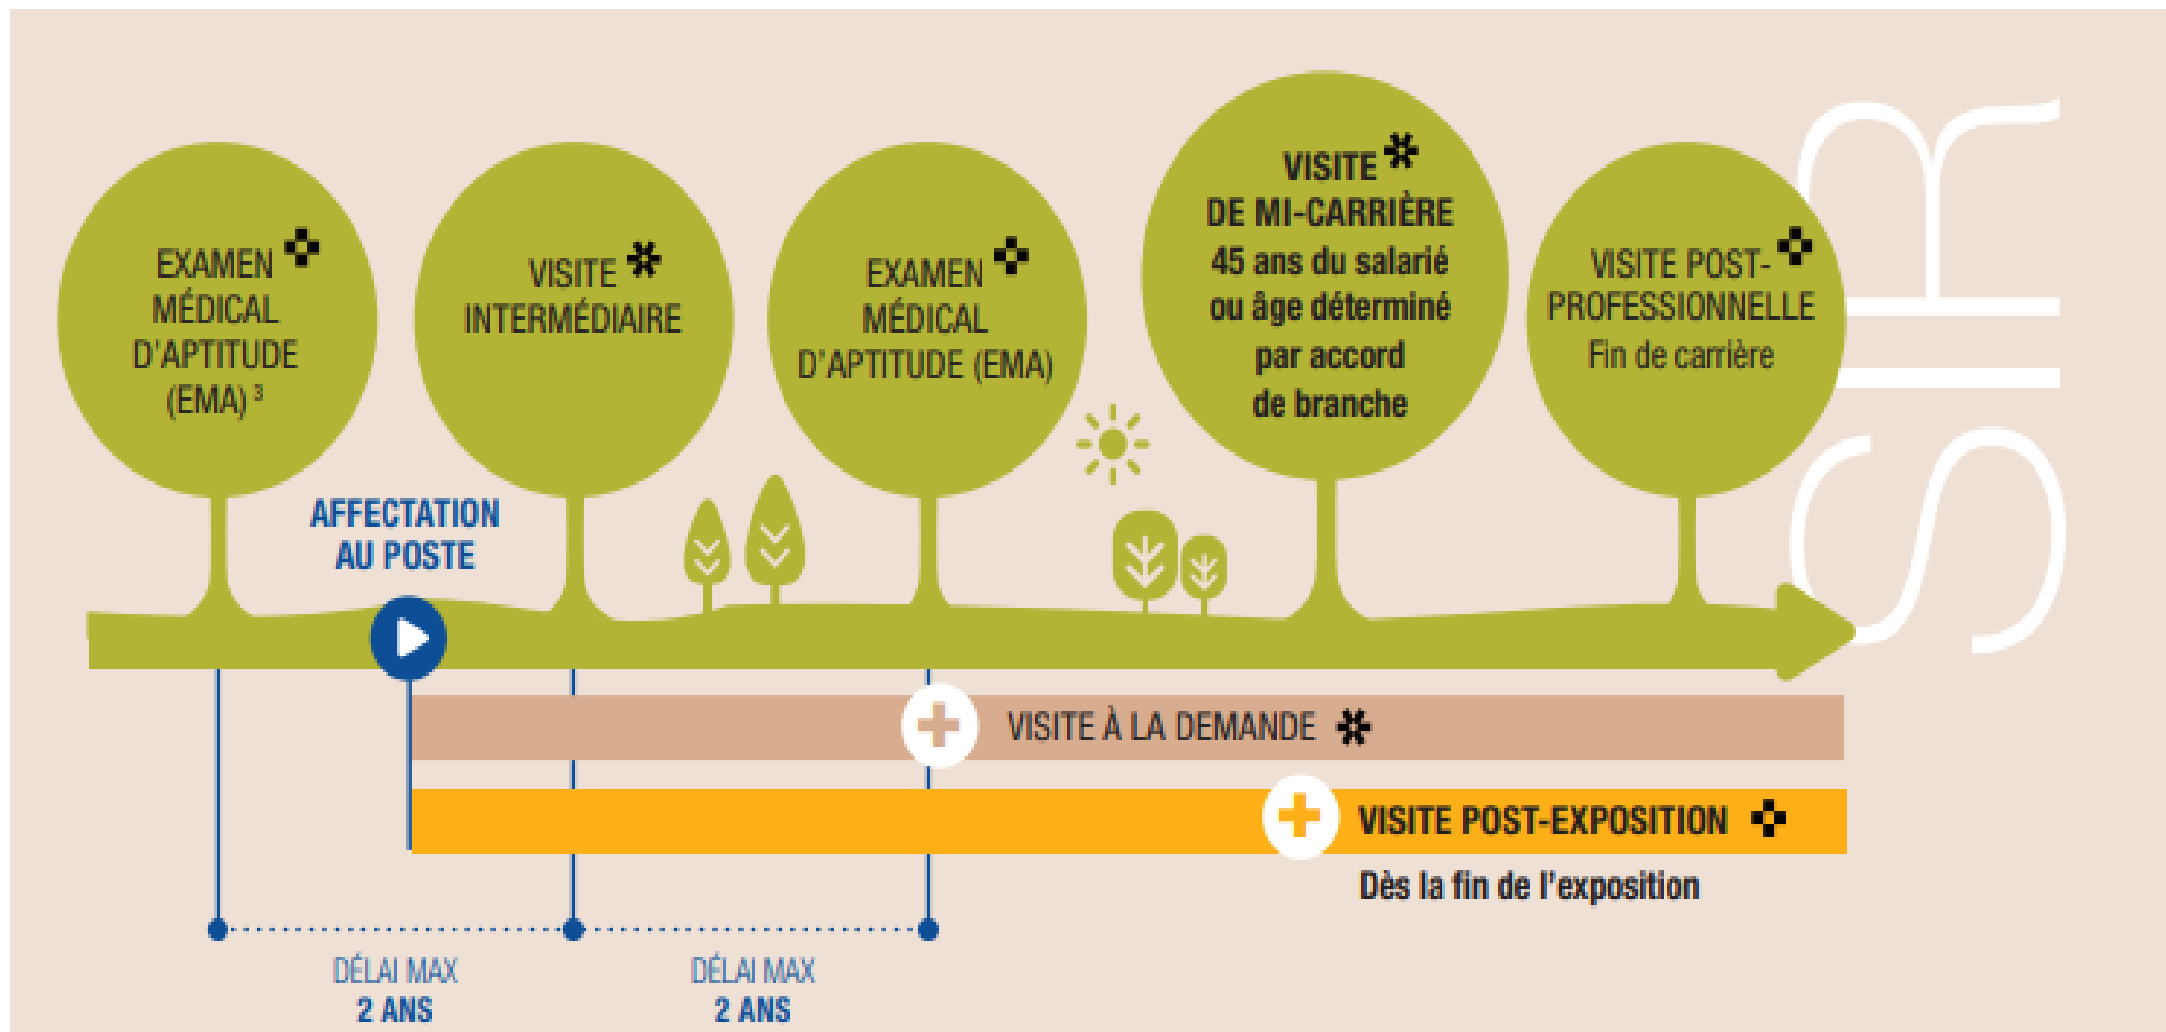 EXAMEN
MÉDICAL
D'APTITUDE
(EMA) ³
VISITE
INTERMÉDIAIRE
EXAMEN
MÉDICAL
D'APTITUDE (EMA)
VISITE
DE MI-CARRIÈRE
45 ans du salarié
ou âge déterminé
par accord
de branche
VISITE POST-
PROFESSIONNELLE
Fin de carrière
SIR
AFFECTATION
AU POSTE
VISITE À LA DEMANDE
VISITE POST-EXPOSITION
Dès la fin de l'exposition
DÉLAI MAX
2 ANS
DÉLAI MAX
2 ANS